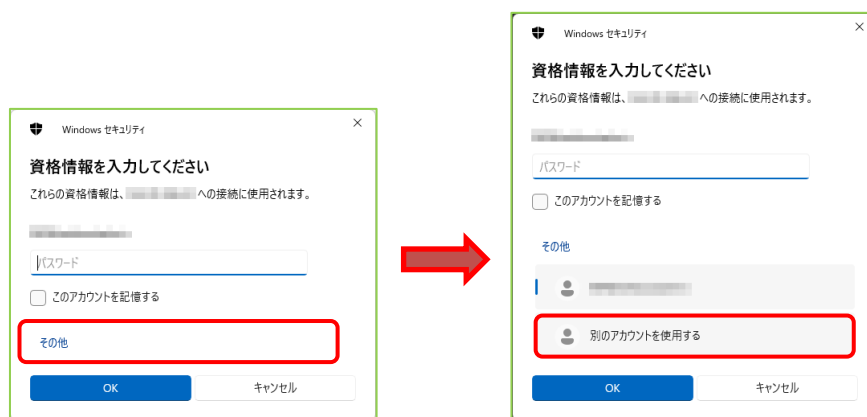 Windows セキュリティ
資格情報を入力してください
これらの資格情報は、 への接続に使用されます。
パスワード
このアカウントを記憶する
その他
OK
キャンセル
Windows セキュリティ
資格情報を入力してください
これらの資格情報は、 への接続に使用されます。
パスワード
このアカウントを記憶する
その他
別のアカウントを使用する
OK
キャンセル